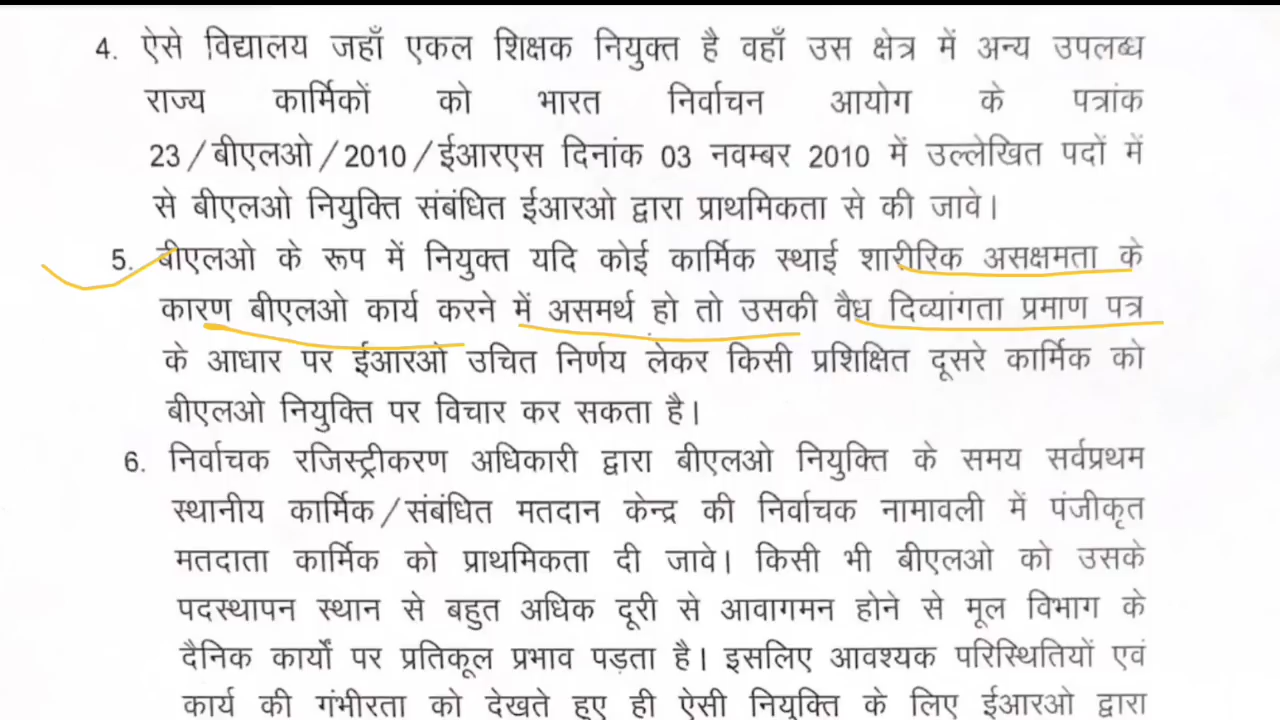 4. ऐसे विद्यालय जहाँ एकल शिक्षक नियुक्त है वहाँ उस क्षेत्र में अन्य उपलब्ध
राज्य कार्मिकों को भारत निर्वाचन आयोग के पत्रांक
23/बीएलओ/2010/ईआरएस दिनांक 03 नवम्बर 2010 में उल्लेखित पदों में
से बीएलओ नियुक्ति संबंधित ईआरओ द्वारा प्राथमिकता से की जावे।
5. बीएलओ के रूप में नियुक्त यदि कोई कार्मिक स्थाई शारीरिक असक्षमता के
कारण बीएलओ कार्य करने में असमर्थ हो तो उसकी वैध दिव्यांगता प्रमाण पत्र
के आधार पर ईआरओ उचित निर्णय लेकर किसी प्रशिक्षित दूसरे कार्मिक को
बीएलओ नियुक्ति पर विचार कर सकता है।
6. निर्वाचक रजिस्ट्रीकरण अधिकारी द्वारा बीएलओ नियुक्ति के समय सर्वप्रथम
स्थानीय कार्मिक/संबंधित मतदान केन्द्र की निर्वाचक नामावली में पंजीकृत
मतदाता कार्मिक को प्राथमिकता दी जावे। किसी भी बीएलओ को उसके
पदस्थापन स्थान से बहुत अधिक दूरी से आवागमन होने से मूल विभाग के
दैनिक कार्यों पर प्रतिकूल प्रभाव पड़ता है। इसलिए आवश्यक परिस्थितियों एवं
कार्य की गंभीरता को देखते हुए ही ऐसी नियुक्ति के लिए ईआरओ द्वारा